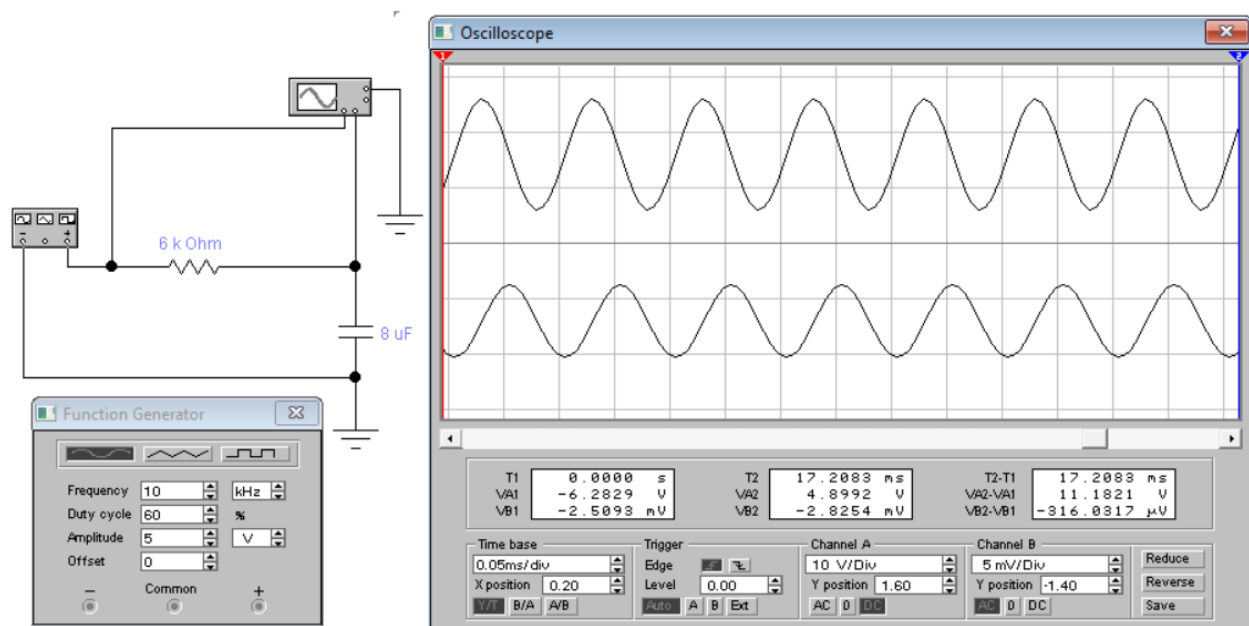 Oscilloscope
1
2
6 k Ohm
8 uF
Function Generator
Frequency 10 kHz
Duty cycle 60 %
Amplitude 5 V
Offset 0
− Common +
T1 0.0000 s
VA1 -6.2829 V
VB1 -2.5093 mV
T2 17.2083 ms
VA2 4.8992 V
VB2 -2.8254 mV
T2-T1 17.2083 ms
VA2-VA1 11.1821 V
VB2-VB1 -316.0317 µV
Time base
0.05ms/div
X position 0.20
Y/T B/A A/B
Trigger
Edge
Level 0.00
Auto A B Ext
Channel A
10 V/Div
Y position 1.60
AC 0 DC
Channel B
5 mV/Div
Y position -1.40
AC 0 DC
Reduce
Reverse
Save